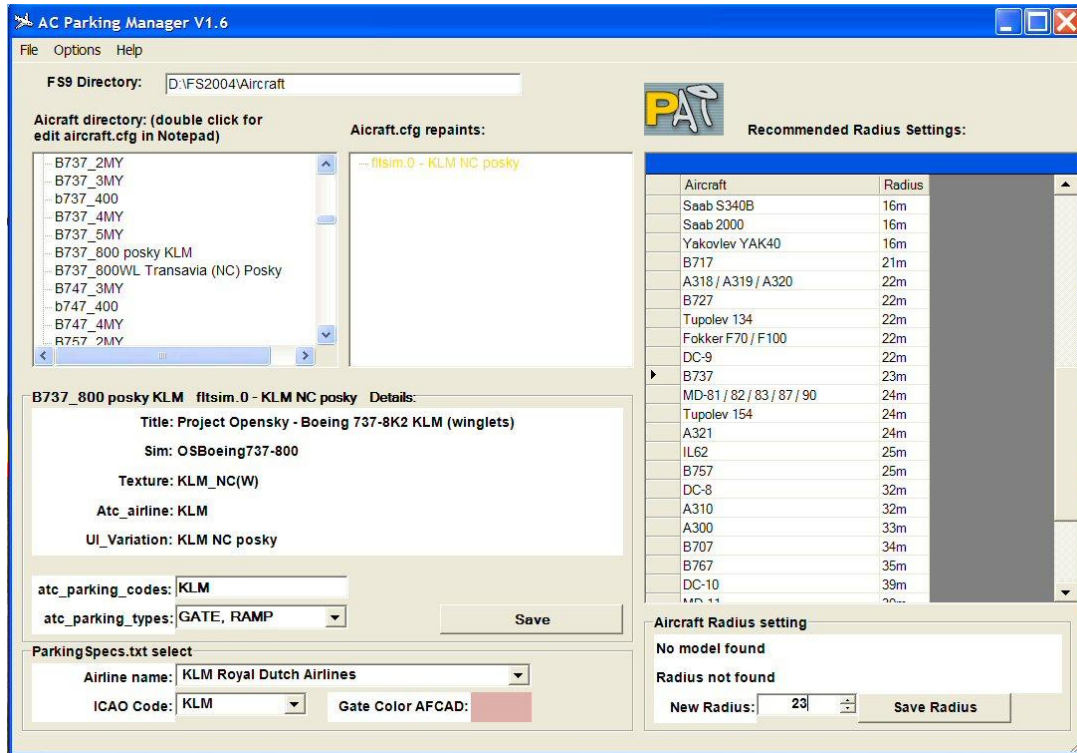 AC Parking Manager V1.6
File Options Help
FS9 Directory: D:\FS2004\Aircraft
PAT
Aicraft directory: (double click for
edit aircraft.cfg in Notepad)
Aicraft.cfg repaints:
Recommended Radius Settings:
B737_2MY
B737_3MY
b737_400
B737_4MY
B737_5MY
B737_800 posky KLM
B737_800WL Transavia (NC) Posky
B747_3MY
b747_400
B747_4MY
B757_2MY
fltsim.0 - KLM NC posky
Aircraft Radius
Saab S340B 16m
Saab 2000 16m
Yakovlev YAK40 16m
B717 21m
A318 / A319 / A320 22m
B727 22m
Tupolev 134 22m
Fokker F70 / F100 22m
DC-9 22m
B737 23m
MD-81 / 82 / 83 / 87 / 90 24m
Tupolev 154 24m
A321 24m
IL62 25m
B757 25m
DC-8 32m
A310 32m
A300 33m
B707 34m
B767 35m
DC-10 39m
MD-11 39m
B737_800 posky KLM fltsim.0 - KLM NC posky Details:
Title: Project Opensky - Boeing 737-8K2 KLM (winglets)
Sim: OSBoeing737-800
Texture: KLM_NC(W)
Atc_airline: KLM
UI_Variation: KLM NC posky
atc_parking_codes: KLM
atc_parking_types: GATE, RAMP
Save
ParkingSpecs.txt select
Airline name: KLM Royal Dutch Airlines
ICAO Code: KLM
Gate Color AFCAD:
Aircraft Radius setting
No model found
Radius not found
New Radius: 23
Save Radius